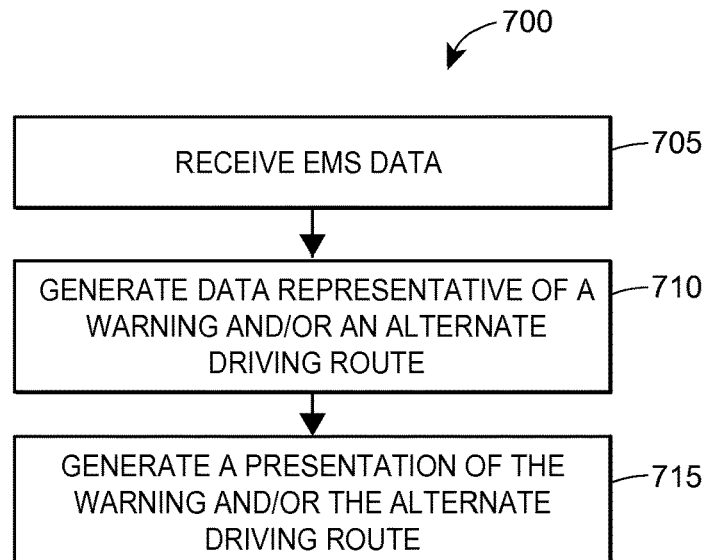 700
RECEIVE EMS DATA
705
GENERATE DATA REPRESENTATIVE OF A
WARNING AND/OR AN ALTERNATE
DRIVING ROUTE
710
GENERATE A PRESENTATION OF THE
WARNING AND/OR THE ALTERNATE
DRIVING ROUTE
715